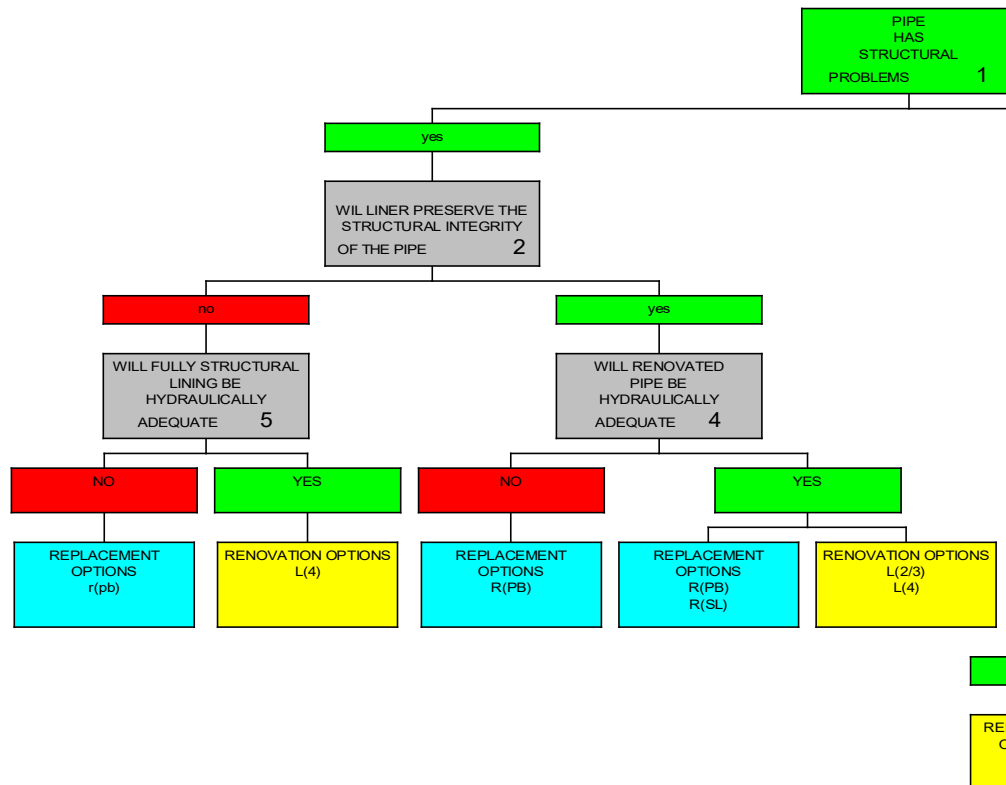 PIPE
HAS
STRUCTURAL
PROBLEMS 1
yes
WIL LINER PRESERVE THE
STRUCTURAL INTEGRITY
OF THE PIPE 2
no
yes
WILL FULLY STRUCTURAL
LINING BE
HYDRAULICALLY
ADEQUATE 5
WILL RENOVATED
PIPE BE
HYDRAULICALLY
ADEQUATE 4
NO
YES
NO
YES
REPLACEMENT
OPTIONS
r(pb)
RENOVATION OPTIONS
L(4)
REPLACEMENT
OPTIONS
R(PB)
REPLACEMENT
OPTIONS
R(PB)
R(SL)
RENOVATION OPTIONS
L(2/3)
L(4)